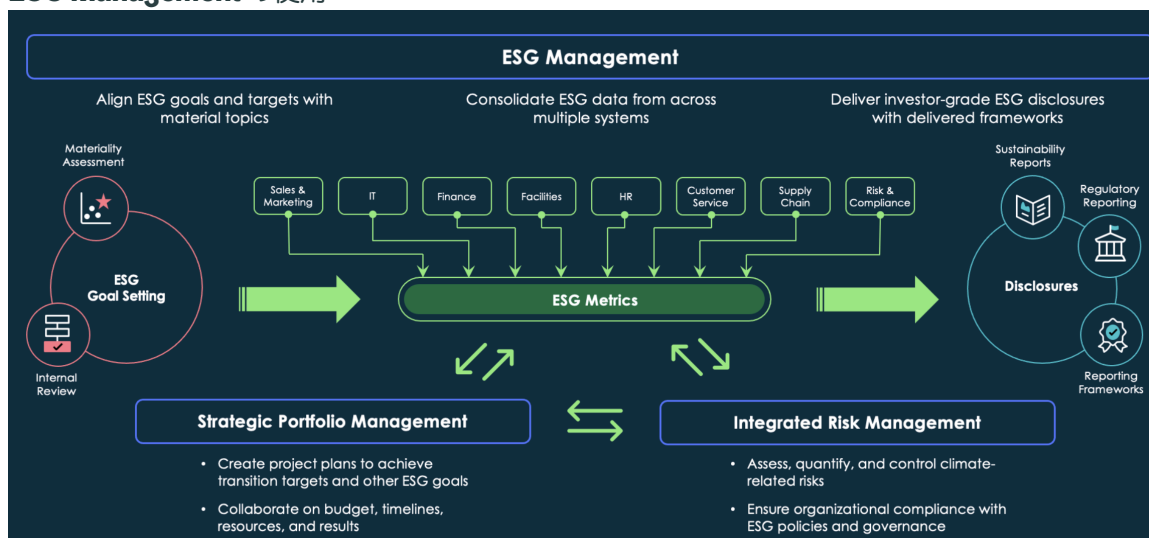 ESG Management
Align ESG goals and targets with
material topics
Consolidate ESG data from across
multiple systems
Deliver investor-grade ESG disclosures
with delivered frameworks
Materiality
Assessment
ESG
Goal Setting
Internal
Review
Sales &
Marketing
IT
Finance
Facilities
HR
Customer
Service
Supply
Chain
Risk &
Compliance
ESG Metrics
Sustainability
Reports
Regulatory
Reporting
Disclosures
Reporting
Frameworks
Strategic Portfolio Management
• Create project plans to achieve
transition targets and other ESG goals
• Collaborate on budget, timelines,
resources, and results
Integrated Risk Management
• Assess, quantify, and control climate-
related risks
• Ensure organizational compliance with
ESG policies and governance